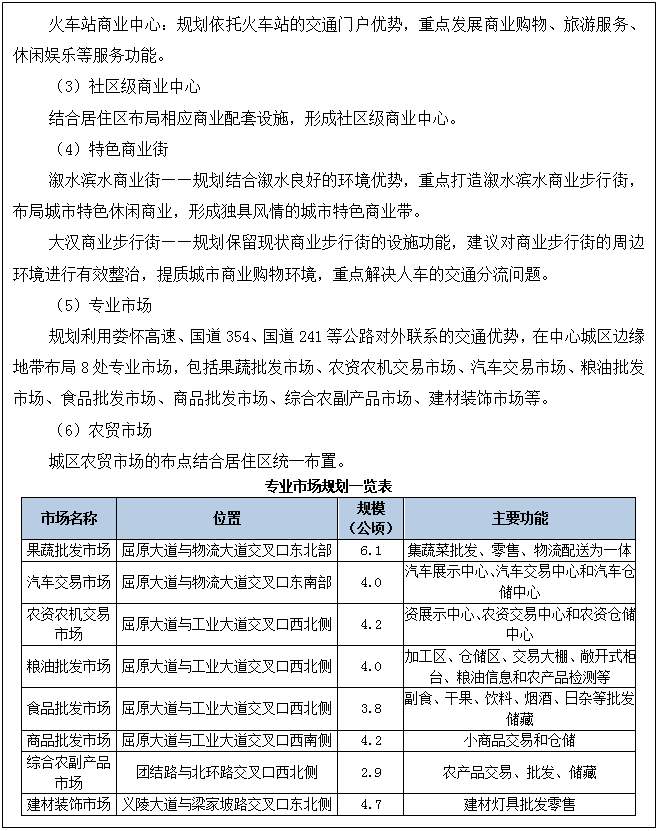 火车站商业中心：规划依托火车站的交通门户优势，重点发展商业购物、旅游服务、
休闲娱乐等服务功能。
（3）社区级商业中心
结合居住区布局相应商业配套设施，形成社区级商业中心。
（4）特色商业街
溆水滨水商业街——规划结合溆水良好的环境优势，重点打造溆水滨水商业步行街，
布局城市特色休闲商业，形成独具风情的城市特色商业带。
大汉商业步行街——规划保留现状商业步行街的设施功能，建议对商业步行街的周边
环境进行有效整治，提质城市商业购物环境，重点解决人车的交通分流问题。
（5）专业市场
规划利用娄怀高速、国道 354、国道 241 等公路对外联系的交通优势，在中心城区边缘
地带布局 8 处专业市场，包括果蔬批发市场、农资农机交易市场、汽车交易市场、粮油批发
市场、食品批发市场、商品批发市场、综合农副产品市场、建材装饰市场等。
（6）农贸市场
城区农贸市场的布点结合居住区统一布置。
专业市场规划一览表
市场名称 位置 规模 主要功能
（公顷）
果蔬批发市场 屈原大道与物流大道交叉口东北部 6.1 集蔬菜批发、零售、物流配送为一体
汽车交易市场 屈原大道与物流大道交叉口东南部 4.0 汽车展示中心、汽车交易中心和汽车仓
储中心
农资农机交易 屈原大道与工业大道交叉口西北侧 4.2 资展示中心、农资交易中心和农资仓储
市场 中心
粮油批发市场 屈原大道与工业大道交叉口西北侧 4.0 加工区、仓储区、交易大棚、敞开式柜
台、粮油信息和农产品检测等
食品批发市场 屈原大道与工业大道交叉口西北侧 3.8 副食、干果、饮料、烟酒、日杂等批发
储藏
商品批发市场 屈原大道与工业大道交叉口西南侧 4.2 小商品交易和仓储
综合农副产品 团结路与北环路交叉口西北侧 2.9 农产品交易、批发、储藏
市场
建材装饰市场 义陵大道与梁家坡路交叉口东北侧 4.7 建材灯具批发零售